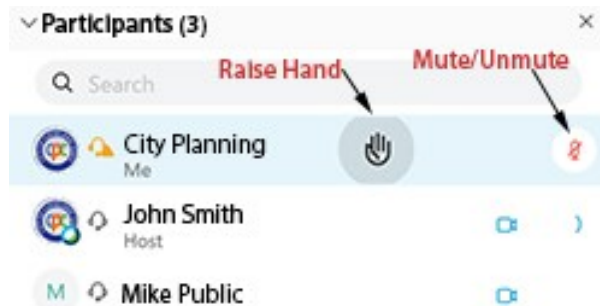 Participants (3)
Raise Hand
Mute/Unmute
Search
City Planning
Me
John Smith
Host
M
Mike Public